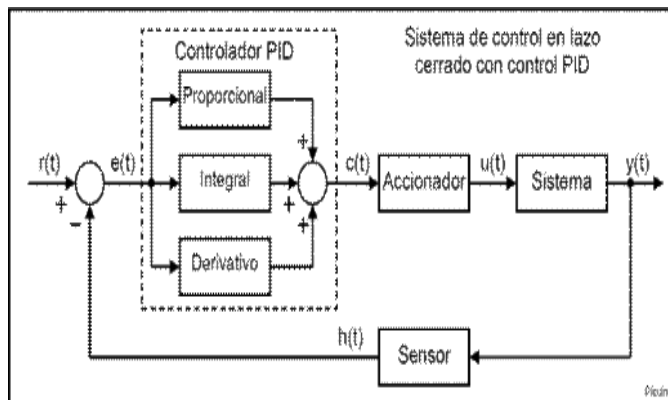 Sistema de control en lazo
cerrado con control PID
Controlador PID
Proporcional
r(t)
e(t)
Integral
c(t)
Accionador
u(t)
Sistema
y(t)
+
+
+
+
−
Derivativo
h(t)
Sensor